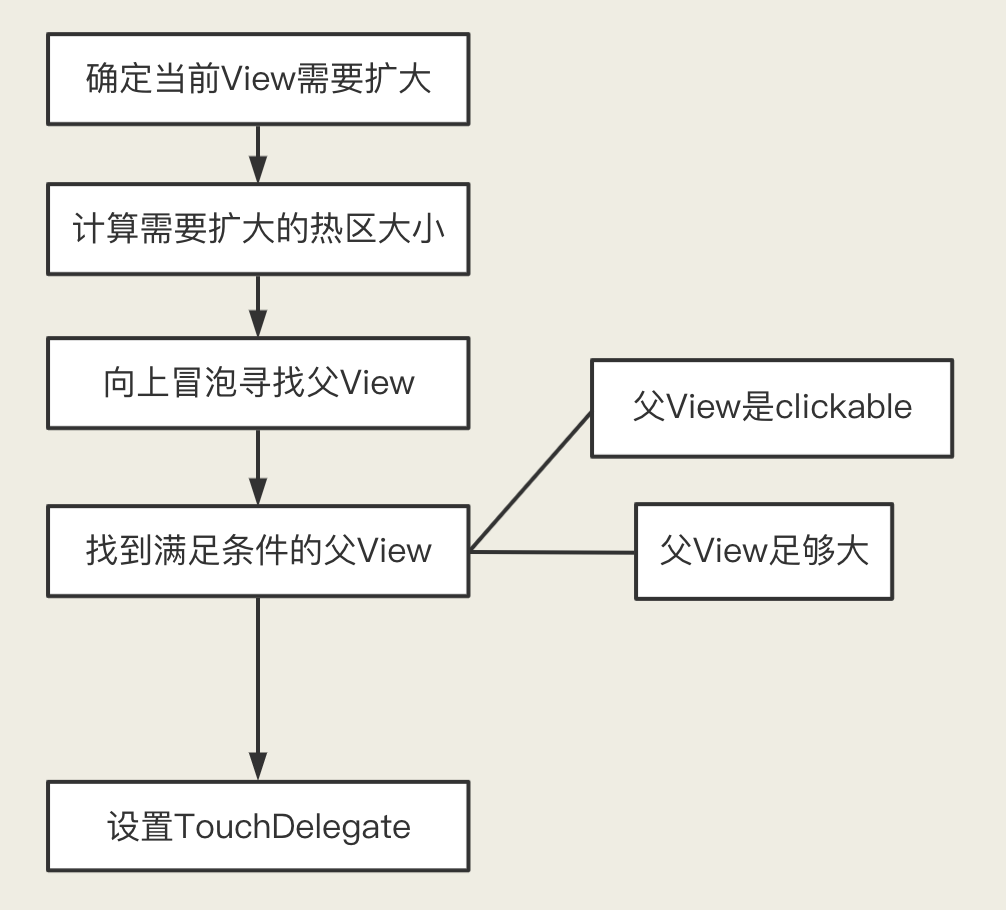 确定当前View需要扩大
计算需要扩大的热区大小
向上冒泡寻找父View
父View是clickable
找到满足条件的父View
父View足够大
设置TouchDelegate